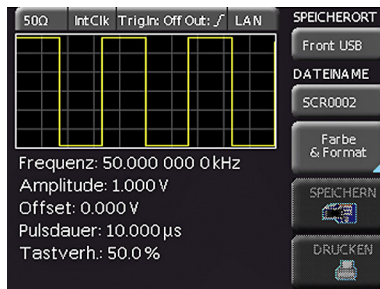 50Ω IntClk Trig.In: Off Out: LAN
SPEICHERORT
Front USB
DATEINAME
SCR0002
Farbe
& Format
SPEICHERN
DRUCKEN
Frequenz: 50.000 000 0 kHz
Amplitude: 1.000 V
Offset: 0.000 V
Pulsdauer: 10.000 µs
Tastverh.: 50.0 %